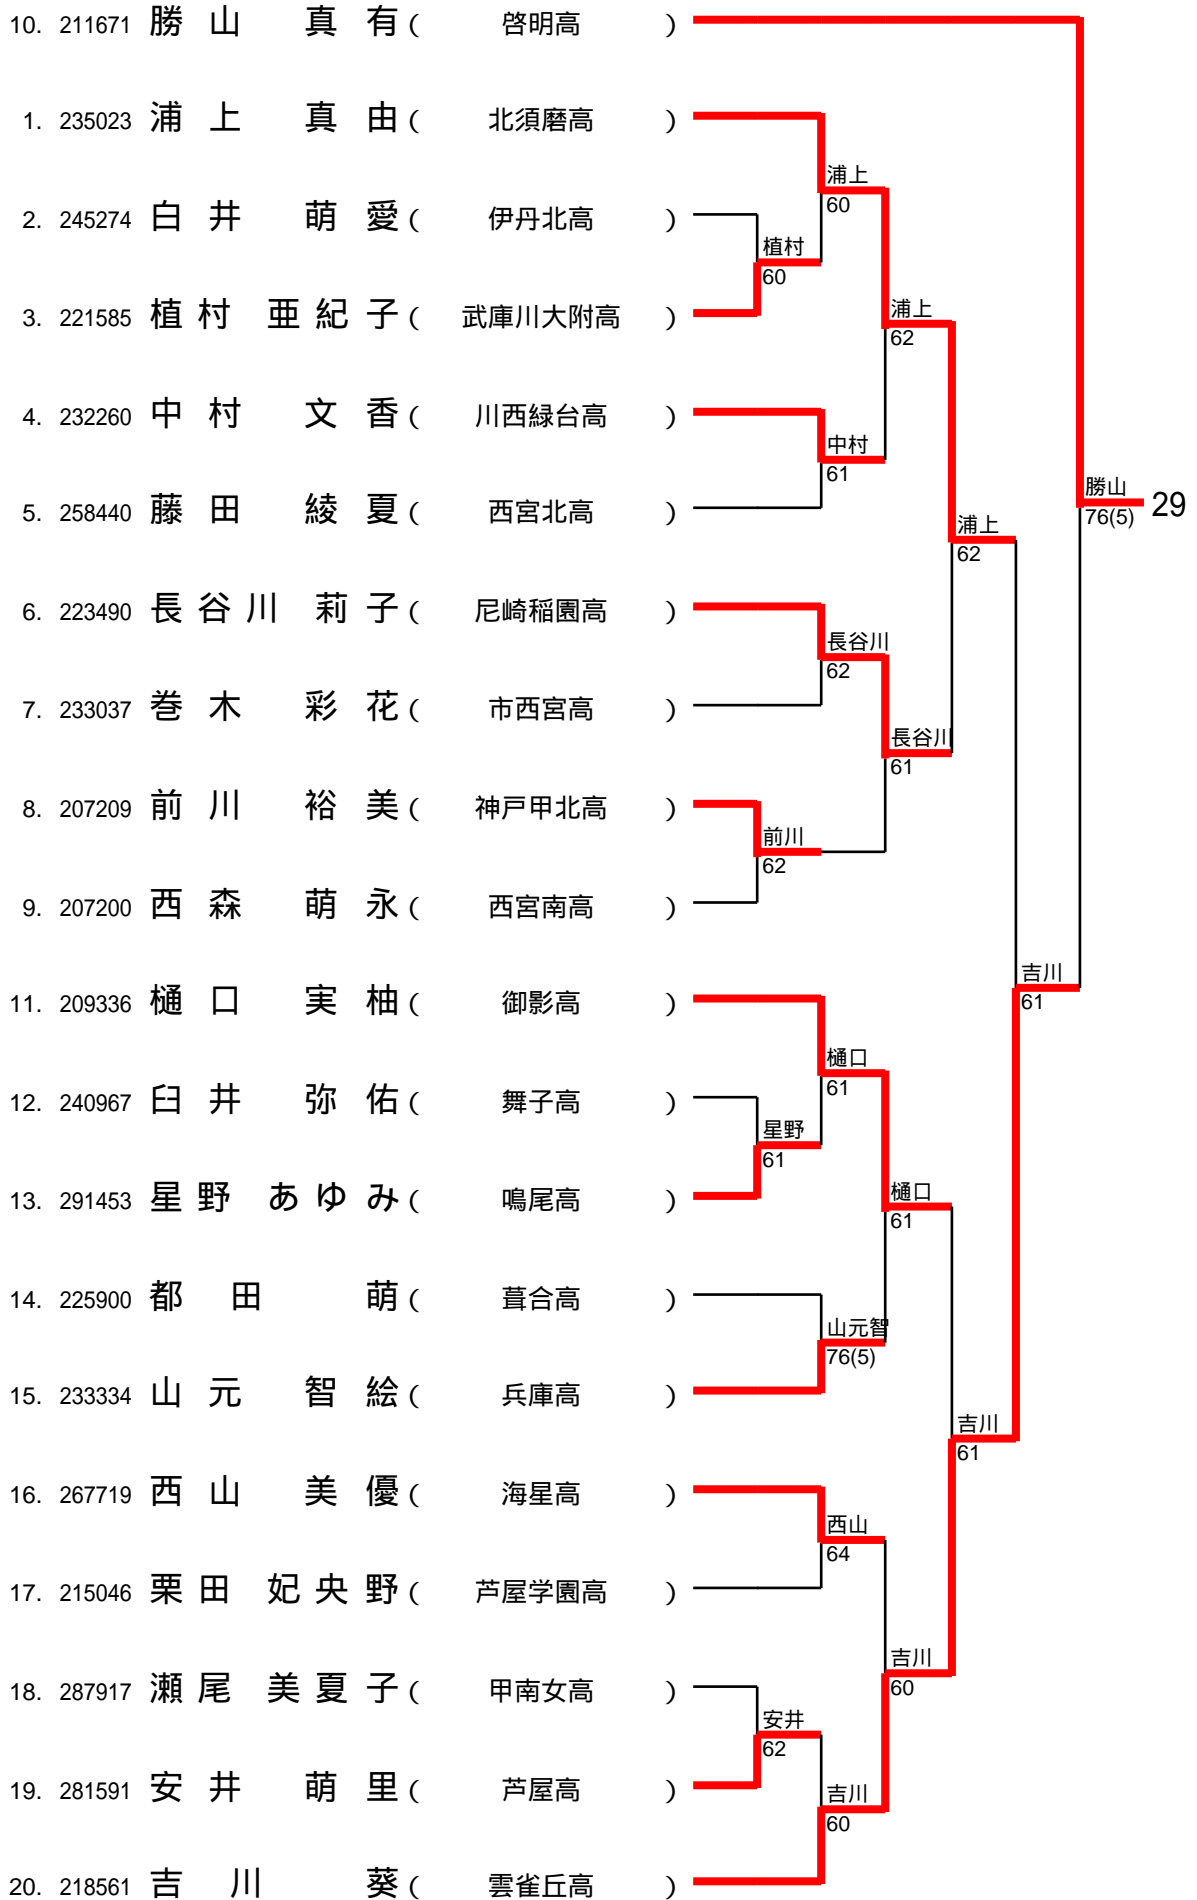 10. 211671 勝山 真有 ( 啓明高 )
1. 235023 浦上 真由 ( 北須磨高 )
浦上
60
2. 245274 白井 萌愛 ( 伊丹北高 )
植村
60
3. 221585 植村 亜紀子 ( 武庫川大附高 )
浦上
62
4. 232260 中村 文香 ( 川西緑台高 )
中村
61
5. 258440 藤田 綾夏 ( 西宮北高 )
勝山
76(5) 29
浦上
62
6. 223490 長谷川 莉子 ( 尼崎稲園高 )
長谷川
62
7. 233037 巻木 彩花 ( 市西宮高 )
長谷川
61
8. 207209 前川 裕美 ( 神戸甲北高 )
前川
62
9. 207200 西森 萌永 ( 西宮南高 )
吉川
61
11. 209336 樋口 実柚 ( 御影高 )
樋口
61
12. 240967 臼井 弥佑 ( 舞子高 )
星野
61
13. 291453 星野 あゆみ ( 鳴尾高 )
樋口
61
14. 225900 都田 萌 ( 葺合高 )
山元智
76(5)
15. 233334 山元 智絵 ( 兵庫高 )
吉川
61
16. 267719 西山 美優 ( 海星高 )
西山
64
17. 215046 栗田 妃央野 ( 芦屋学園高 )
吉川
60
18. 287917 瀬尾 美夏子 ( 甲南女高 )
安井
62
19. 281591 安井 萌里 ( 芦屋高 )
吉川
60
20. 218561 吉川 葵 ( 雲雀丘高 )